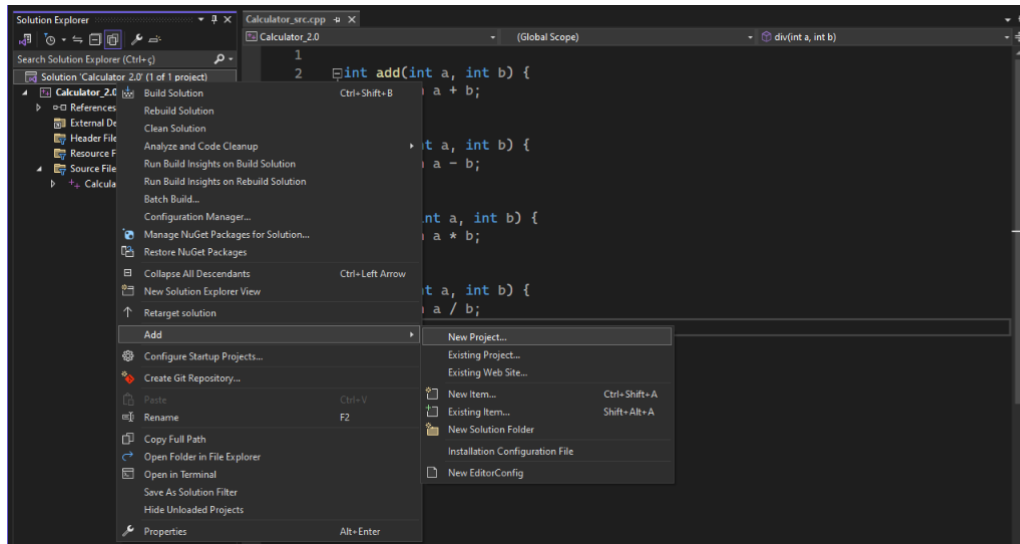 Solution Explorer
Search Solution Explorer (Ctrl+ç)
Solution 'Calculator 2.0' (1 of 1 project)
Calculator_2.0
References
External De
Header File
Resource F
Source File
Calcula
Build Solution Ctrl+Shift+B
Rebuild Solution
Clean Solution
Analyze and Code Cleanup
Run Build Insights on Build Solution
Run Build Insights on Rebuild Solution
Batch Build...
Configuration Manager...
Manage NuGet Packages for Solution...
Restore NuGet Packages
Collapse All Descendants Ctrl+Left Arrow
New Solution Explorer View
Retarget solution
Add
Configure Startup Projects...
Create Git Repository...
Paste Ctrl+V
Rename F2
Copy Full Path
Open Folder in File Explorer
Open in Terminal
Save As Solution Filter
Hide Unloaded Projects
Properties Alt+Enter
New Project...
Existing Project...
Existing Web Site...
New Item... Ctrl+Shift+A
Existing Item... Shift+Alt+A
New Solution Folder
Installation Configuration File
New EditorConfig
Calculator_src.cpp
Calculator_2.0 (Global Scope) div(int a, int b)
1
2 int add(int a, int b) {
a + b;
t a, int b) {
a - b;
int a, int b) {
a * b;
t a, int b) {
a / b;